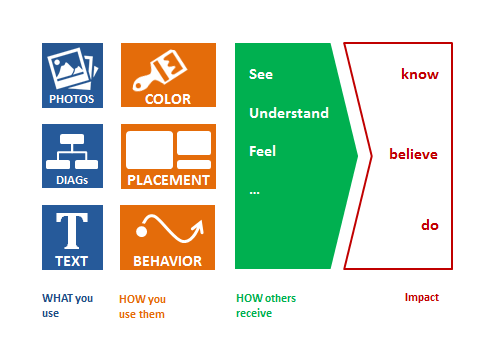 PHOTOS
COLOR
DIAGs
PLACEMENT
T
TEXT
BEHAVIOR
See
Understand
Feel
...
know
believe
do
WHAT you
use
HOW you
use them
HOW others
receive
Impact